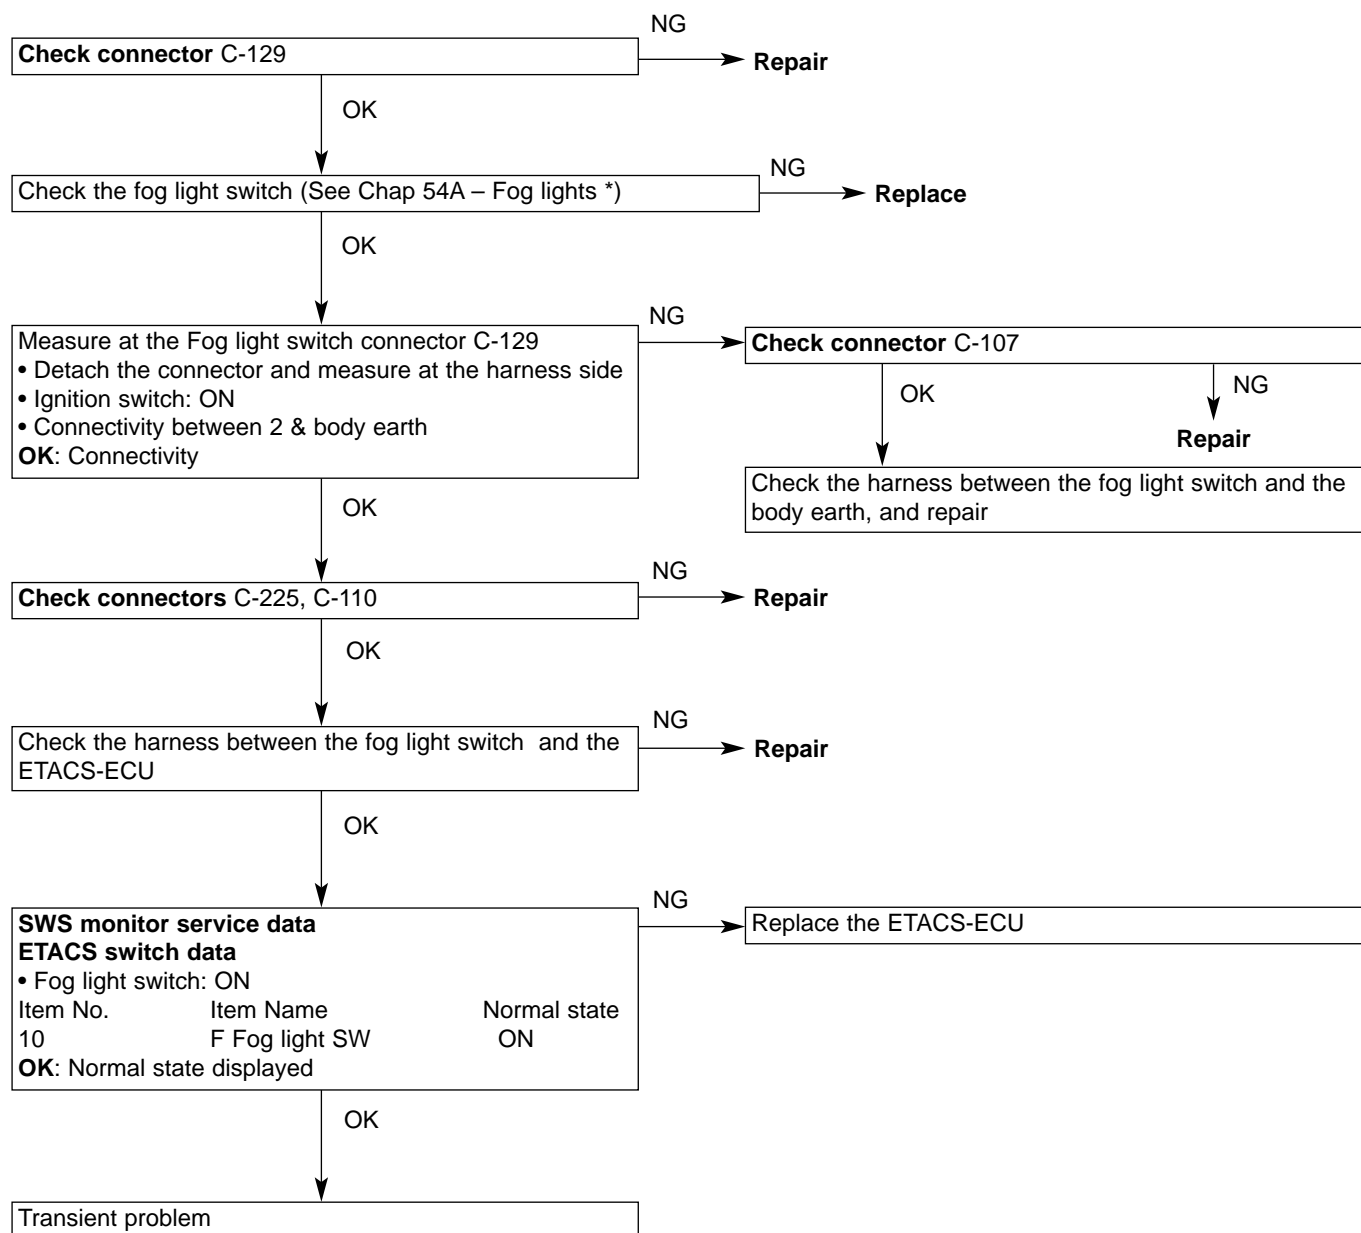 NG
Check connector C-129
Repair
OK
NG
Check the fog light switch (See Chap 54A – Fog lights *)
Replace
OK
NG
Measure at the Fog light switch connector C-129
• Detach the connector and measure at the harness side
• Ignition switch: ON
• Connectivity between 2 & body earth
OK: Connectivity
Check connector C-107
OK
NG
Repair
Check the harness between the fog light switch and the
body earth, and repair
OK
NG
Check connectors C-225, C-110
Repair
OK
NG
Check the harness between the fog light switch and the
ETACS-ECU
Repair
OK
NG
SWS monitor service data
ETACS switch data
• Fog light switch: ON
Item No. Item Name Normal state
10 F Fog light SW ON
OK: Normal state displayed
Replace the ETACS-ECU
OK
Transient problem